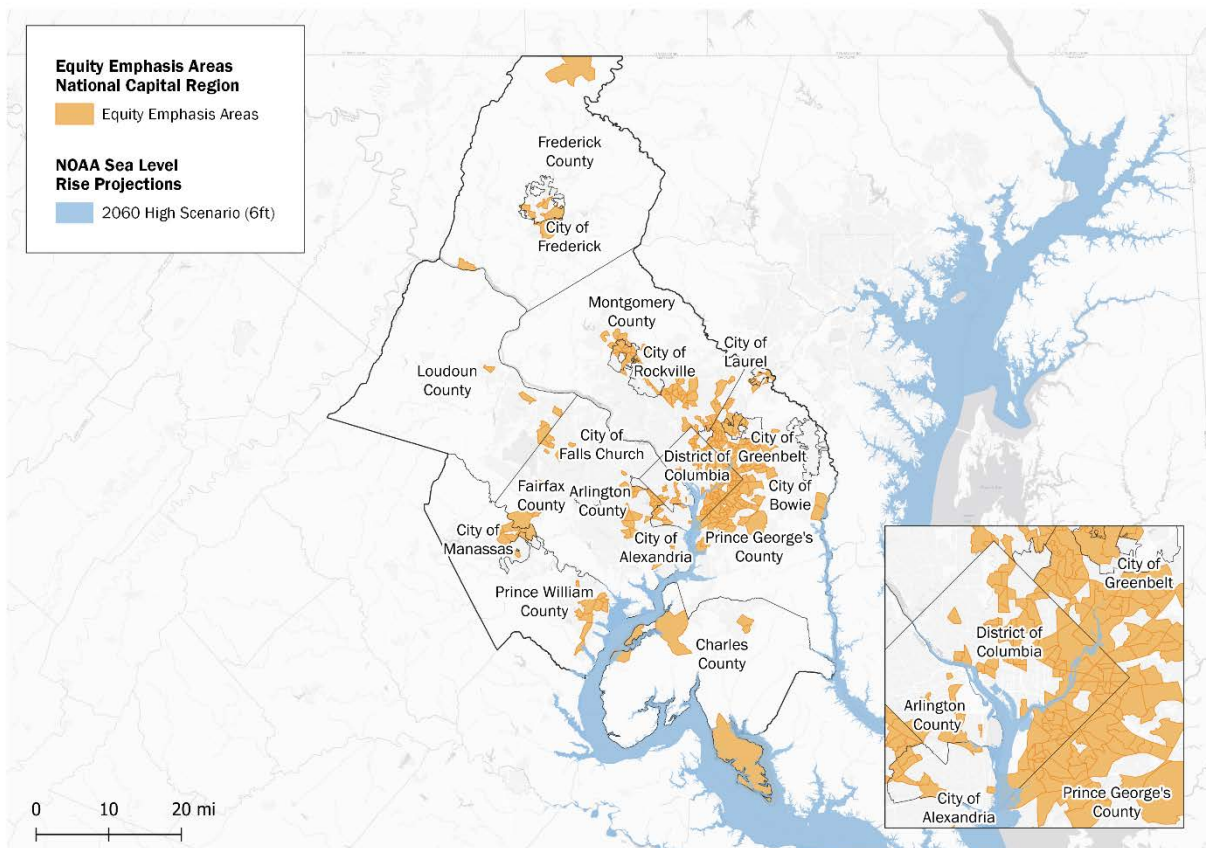 Equity Emphasis Areas
National Capital Region
Equity Emphasis Areas
NOAA Sea Level
Rise Projections
2060 High Scenario (6ft)
Frederick
County
City of
Frederick
Montgomery
County
City of
Rockville
City of
Laurel
Loudoun
County
City of
Falls Church
District of
Columbia
City of
Greenbelt
City of
Bowie
Fairfax
County
Arlington
County
City of
Manassas
City of
Alexandria
Prince George's
County
Prince William
County
Charles
County
0 10 20 mi
City of
Greenbelt
District of
Columbia
Arlington
County
City of
Alexandria
Prince George's
County